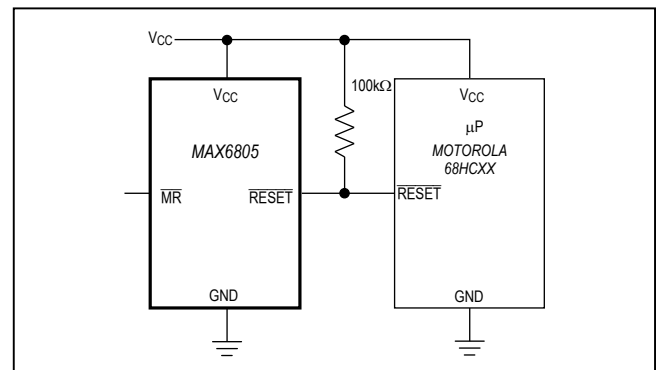 VCC
100kΩ
VCC
MAX6805
MR
RESET
GND
VCC
μP
MOTOROLA
68HCXX
RESET
GND